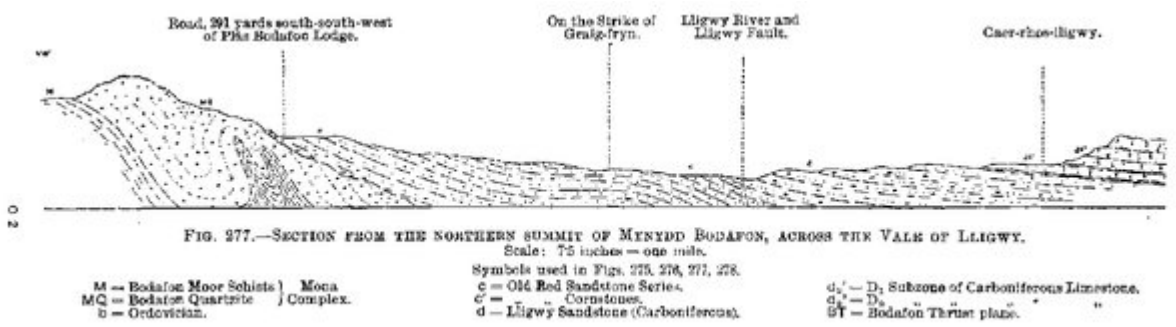 Road, 291 yards south-south-west
of Plâs Bodafon Lodge.
On the Strike of
Graig-fryn.
Lligwy River and
Lligwy Fault.
Caer-rhos-lligwy.
M
MQ
c
c
d
FIG. 277.—SECTION FROM THE NORTHERN SUMMIT OF MYNYDD BODAFON, ACROSS THE VALE OF LLIGWY.
Scale: 7·5 inches = one mile.
Symbols used in Figs. 275, 276, 277, 278.
M = Bodafon Moor Schists } Mona
MQ = Bodafon Quartzite } Complex.
b = Ordovician.
c = Old Red Sandstone Series.
c' = „ „ Cornstones.
d = Lligwy Sandstone (Carboniferous).
Subzone of Carboniferous Limestone.
BT = Bodafon Thrust plane.